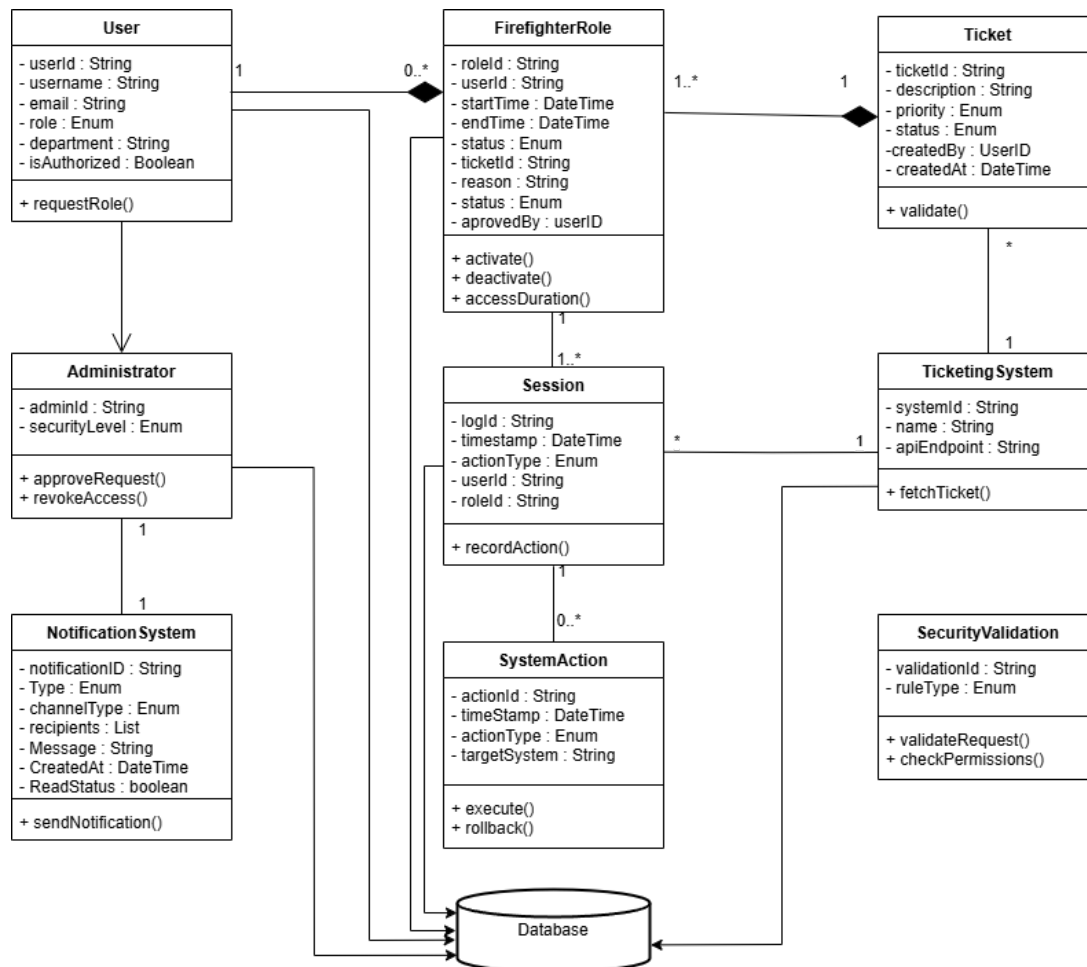 User
- userId : String
- username : String
- email : String
- role : Enum
- department : String
- isAuthorized : Boolean
+ requestRole()
1
0..*
FirefighterRole
- roleId : String
- userId : String
- startTime : DateTime
- endTime : DateTime
- status : Enum
- ticketId : String
- reason : String
- status : Enum
- aprovedBy : userID
+ activate()
+ deactivate()
+ accessDuration()
1..*
1
Ticket
- ticketId : String
- description : String
- priority : Enum
- status : Enum
-createdBy : UserID
- createdAt : DateTime
+ validate()
*
1
1
1..*
Administrator
- adminId : String
- securityLevel : Enum
+ approveRequest()
+ revokeAccess()
Session
- logId : String
- timestamp : DateTime
- actionType : Enum
- userId : String
- roleId : String
+ recordAction()
*
1
TicketingSystem
- systemId : String
- name : String
- apiEndpoint : String
+ fetchTicket()
1
1
1
0..*
NotificationSystem
- notificationID : String
- Type : Enum
- channelType : Enum
- recipients : List
- Message : String
- CreatedAt : DateTime
- ReadStatus : boolean
+ sendNotification()
SystemAction
- actionId : String
- timeStamp : DateTime
- actionType : Enum
- targetSystem : String
+ execute()
+ rollback()
SecurityValidation
- validationId : String
- ruleType : Enum
+ validateRequest()
+ checkPermissions()
Database